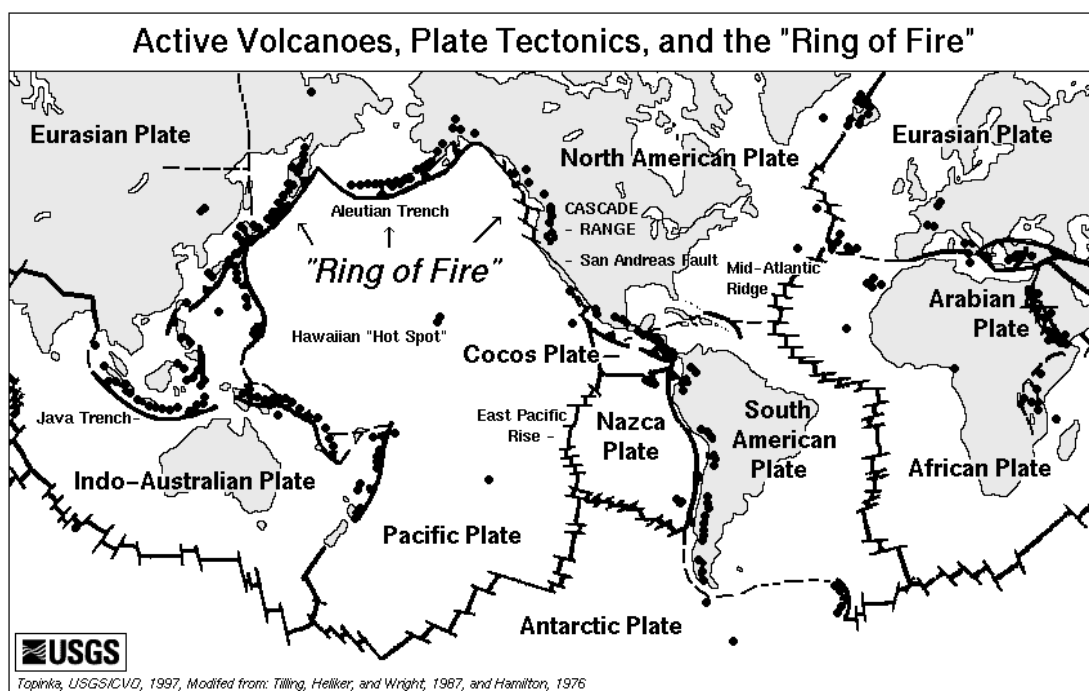 Active Volcanoes, Plate Tectonics, and the "Ring of Fire"
Eurasian Plate
North American Plate
Eurasian Plate
Aleutian Trench
CASCADE
- RANGE
"Ring of Fire"
- San Andreas Fault
Mid-Atlantic
Ridge
Arabian
Plate
Hawaiian "Hot Spot"
Cocos Plate-
Java Trench-
East Pacific
Rise -
Nazca
Plate
South
American
Plate
African Plate
Indo-Australian Plate
Pacific Plate
Antarctic Plate
USGS
Topinka, USGS/CVO, 1997, Modifed from: Tilling, Heliker, and Wright, 1987, and Hamilton, 1976